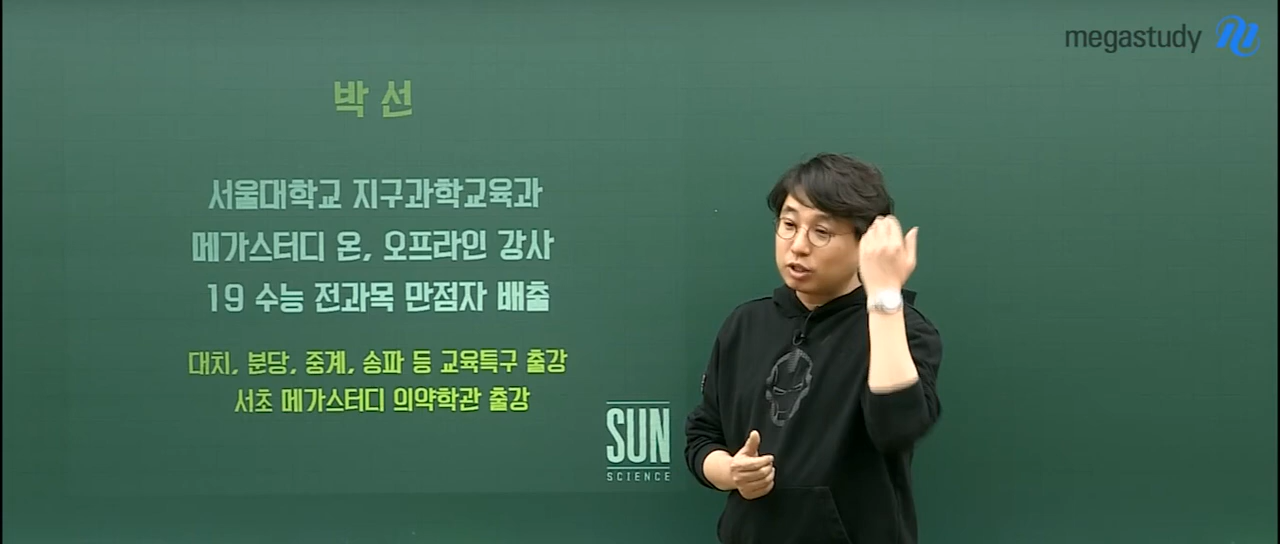 megastudy
박 선
서울대학교 지구과학교육과
메가스터디 온, 오프라인 강사
19 수능 전과목 만점자 배출
대치, 분당, 중계, 송파 등 교육특구 출강
서초 메가스터디 의약학관 출강
SUN
SCIENCE